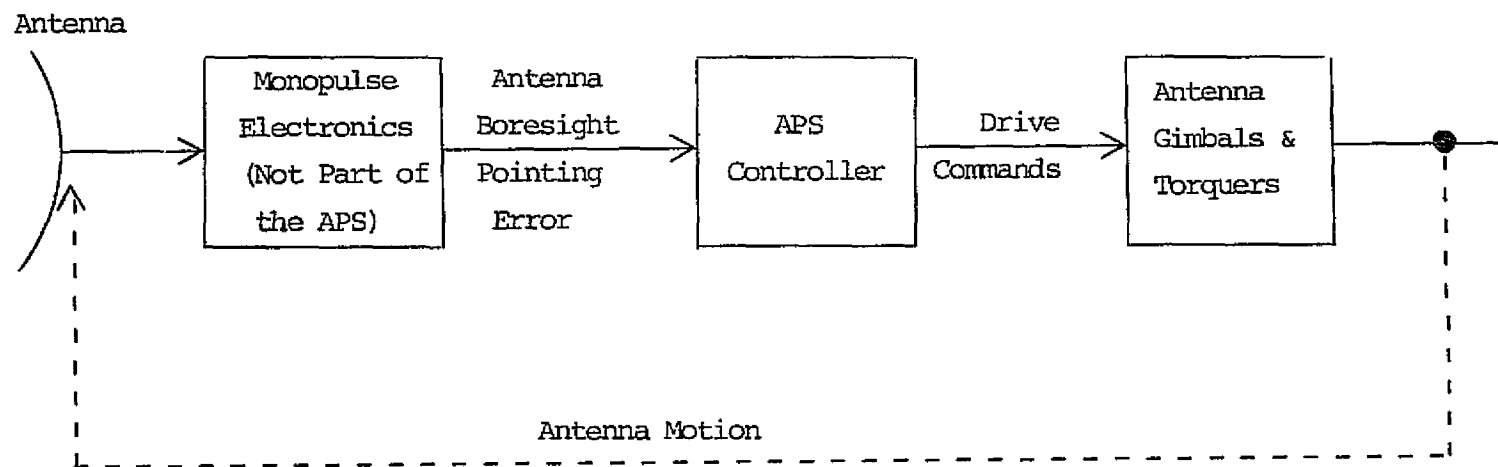 Antenna
Monopulse
Electronics
(Not Part of
the APS)
Antenna
Boresight
Pointing
Error
APS
Controller
Drive
Commands
Antenna
Gimbals &
Torquers
Antenna Motion